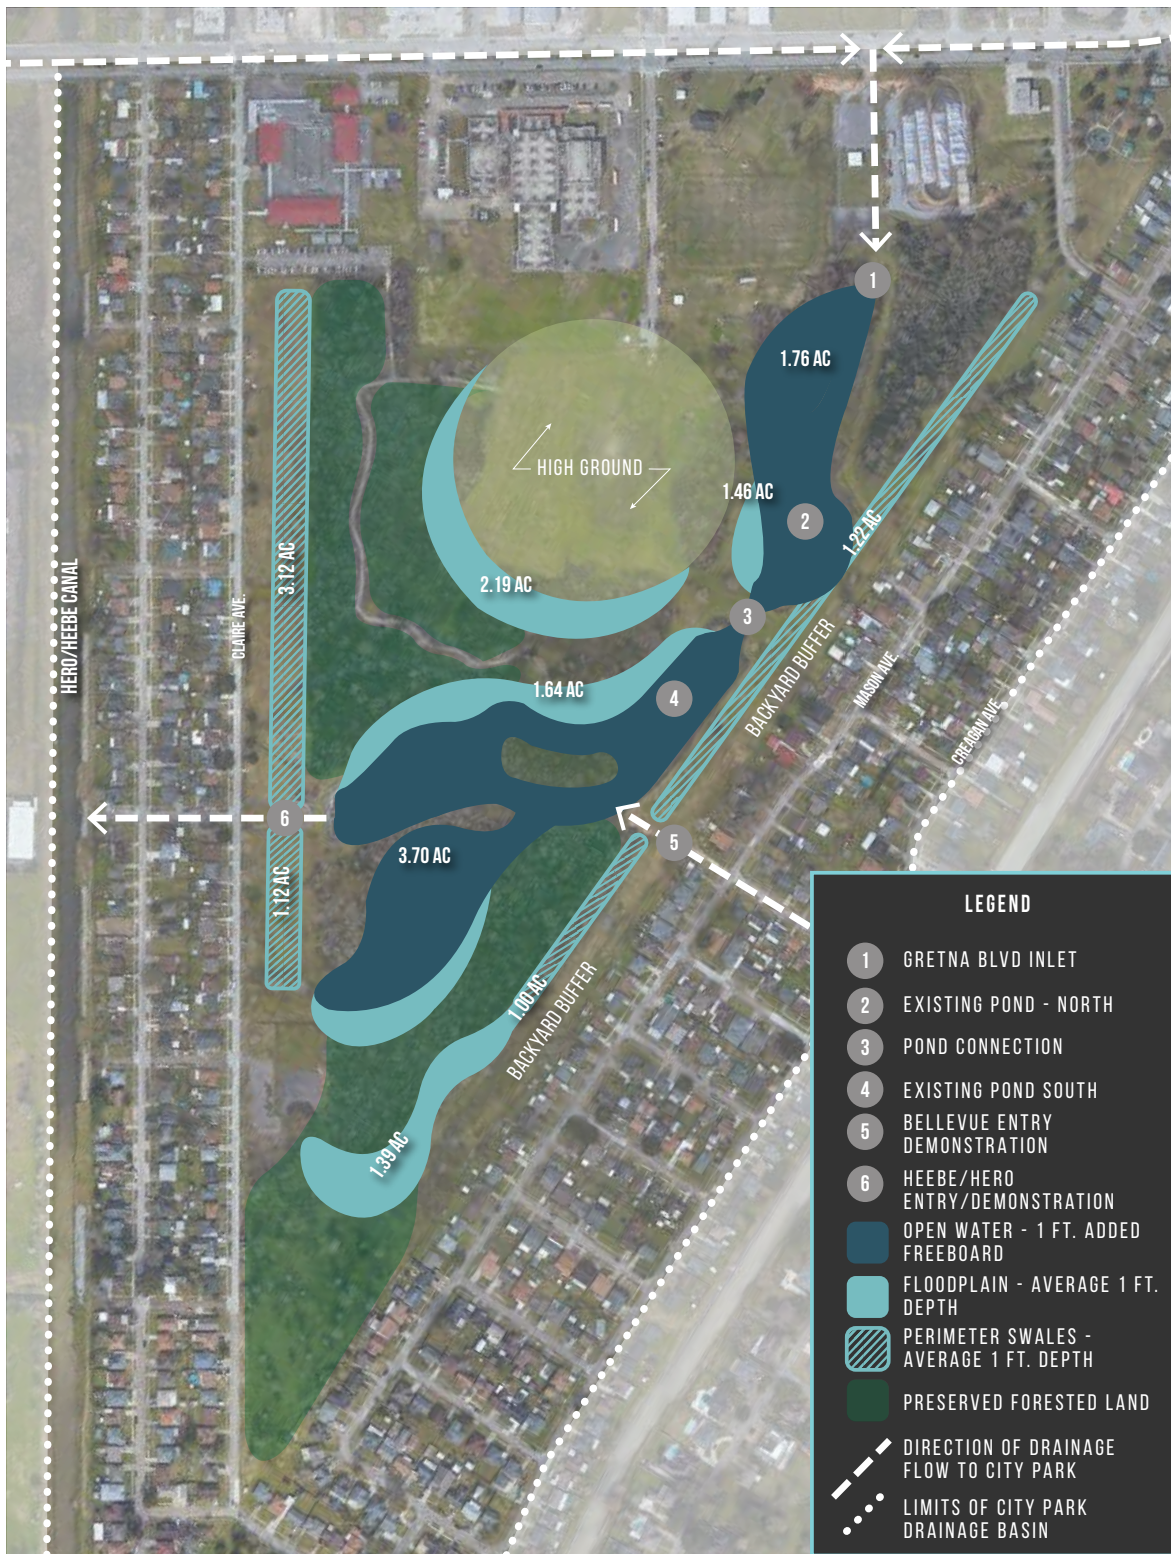 1
1.76 AC
HIGH GROUND
1.46 AC
2
1.22 AC
3.12 AC
2.19 AC
HERO/HEEBE CANAL
CLAIRE AVE.
3
BACKYARD BUFFER
MASON AVE.
CREAGAN AVE.
1.64 AC
4
6
5
3.70 AC
1.12 AC
1.00 AC
BACKYARD BUFFER
1.39 AC
LEGEND
1 GRETNA BLVD INLET
2 EXISTING POND - NORTH
3 POND CONNECTION
4 EXISTING POND SOUTH
5 BELLEVUE ENTRY
DEMONSTRATION
6 HEEBE/HERO
ENTRY/DEMONSTRATION
OPEN WATER - 1 FT. ADDED
FREEBOARD
FLOODPLAIN - AVERAGE 1 FT.
DEPTH
PERIMETER SWALES -
AVERAGE 1 FT. DEPTH
PRESERVED FORESTED LAND
DIRECTION OF DRAINAGE
FLOW TO CITY PARK
LIMITS OF CITY PARK
DRAINAGE BASIN